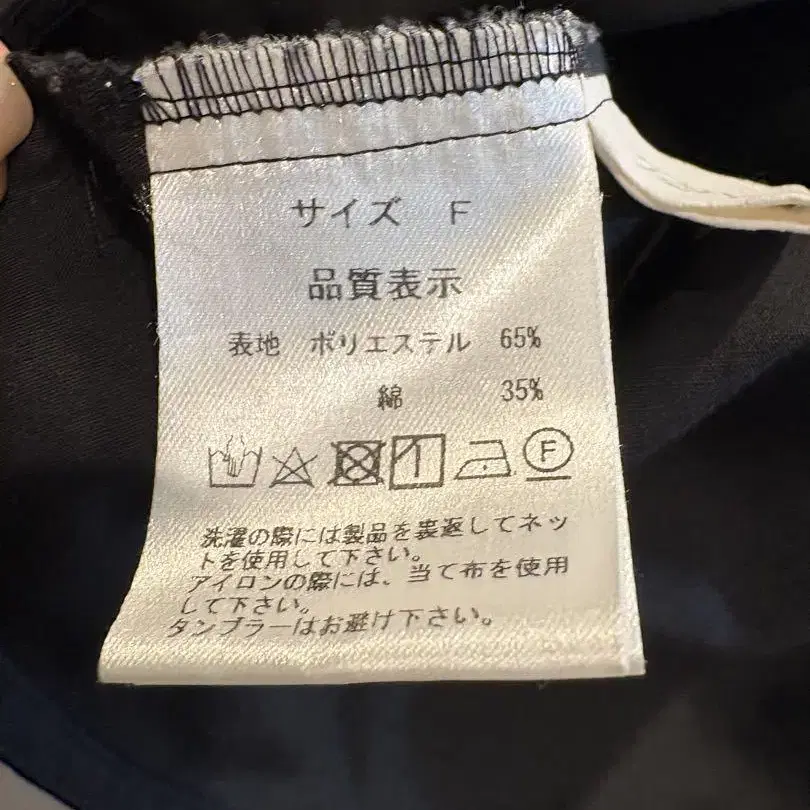 サイズ F
品質表示
表地 ポリエステル 65%
綿 35%
F
洗濯の際には製品を裏返してネッ
トを使用して下さい。
アイロンの際には、当て布を使用
して下さい。
タンブラーはお避け下さい。